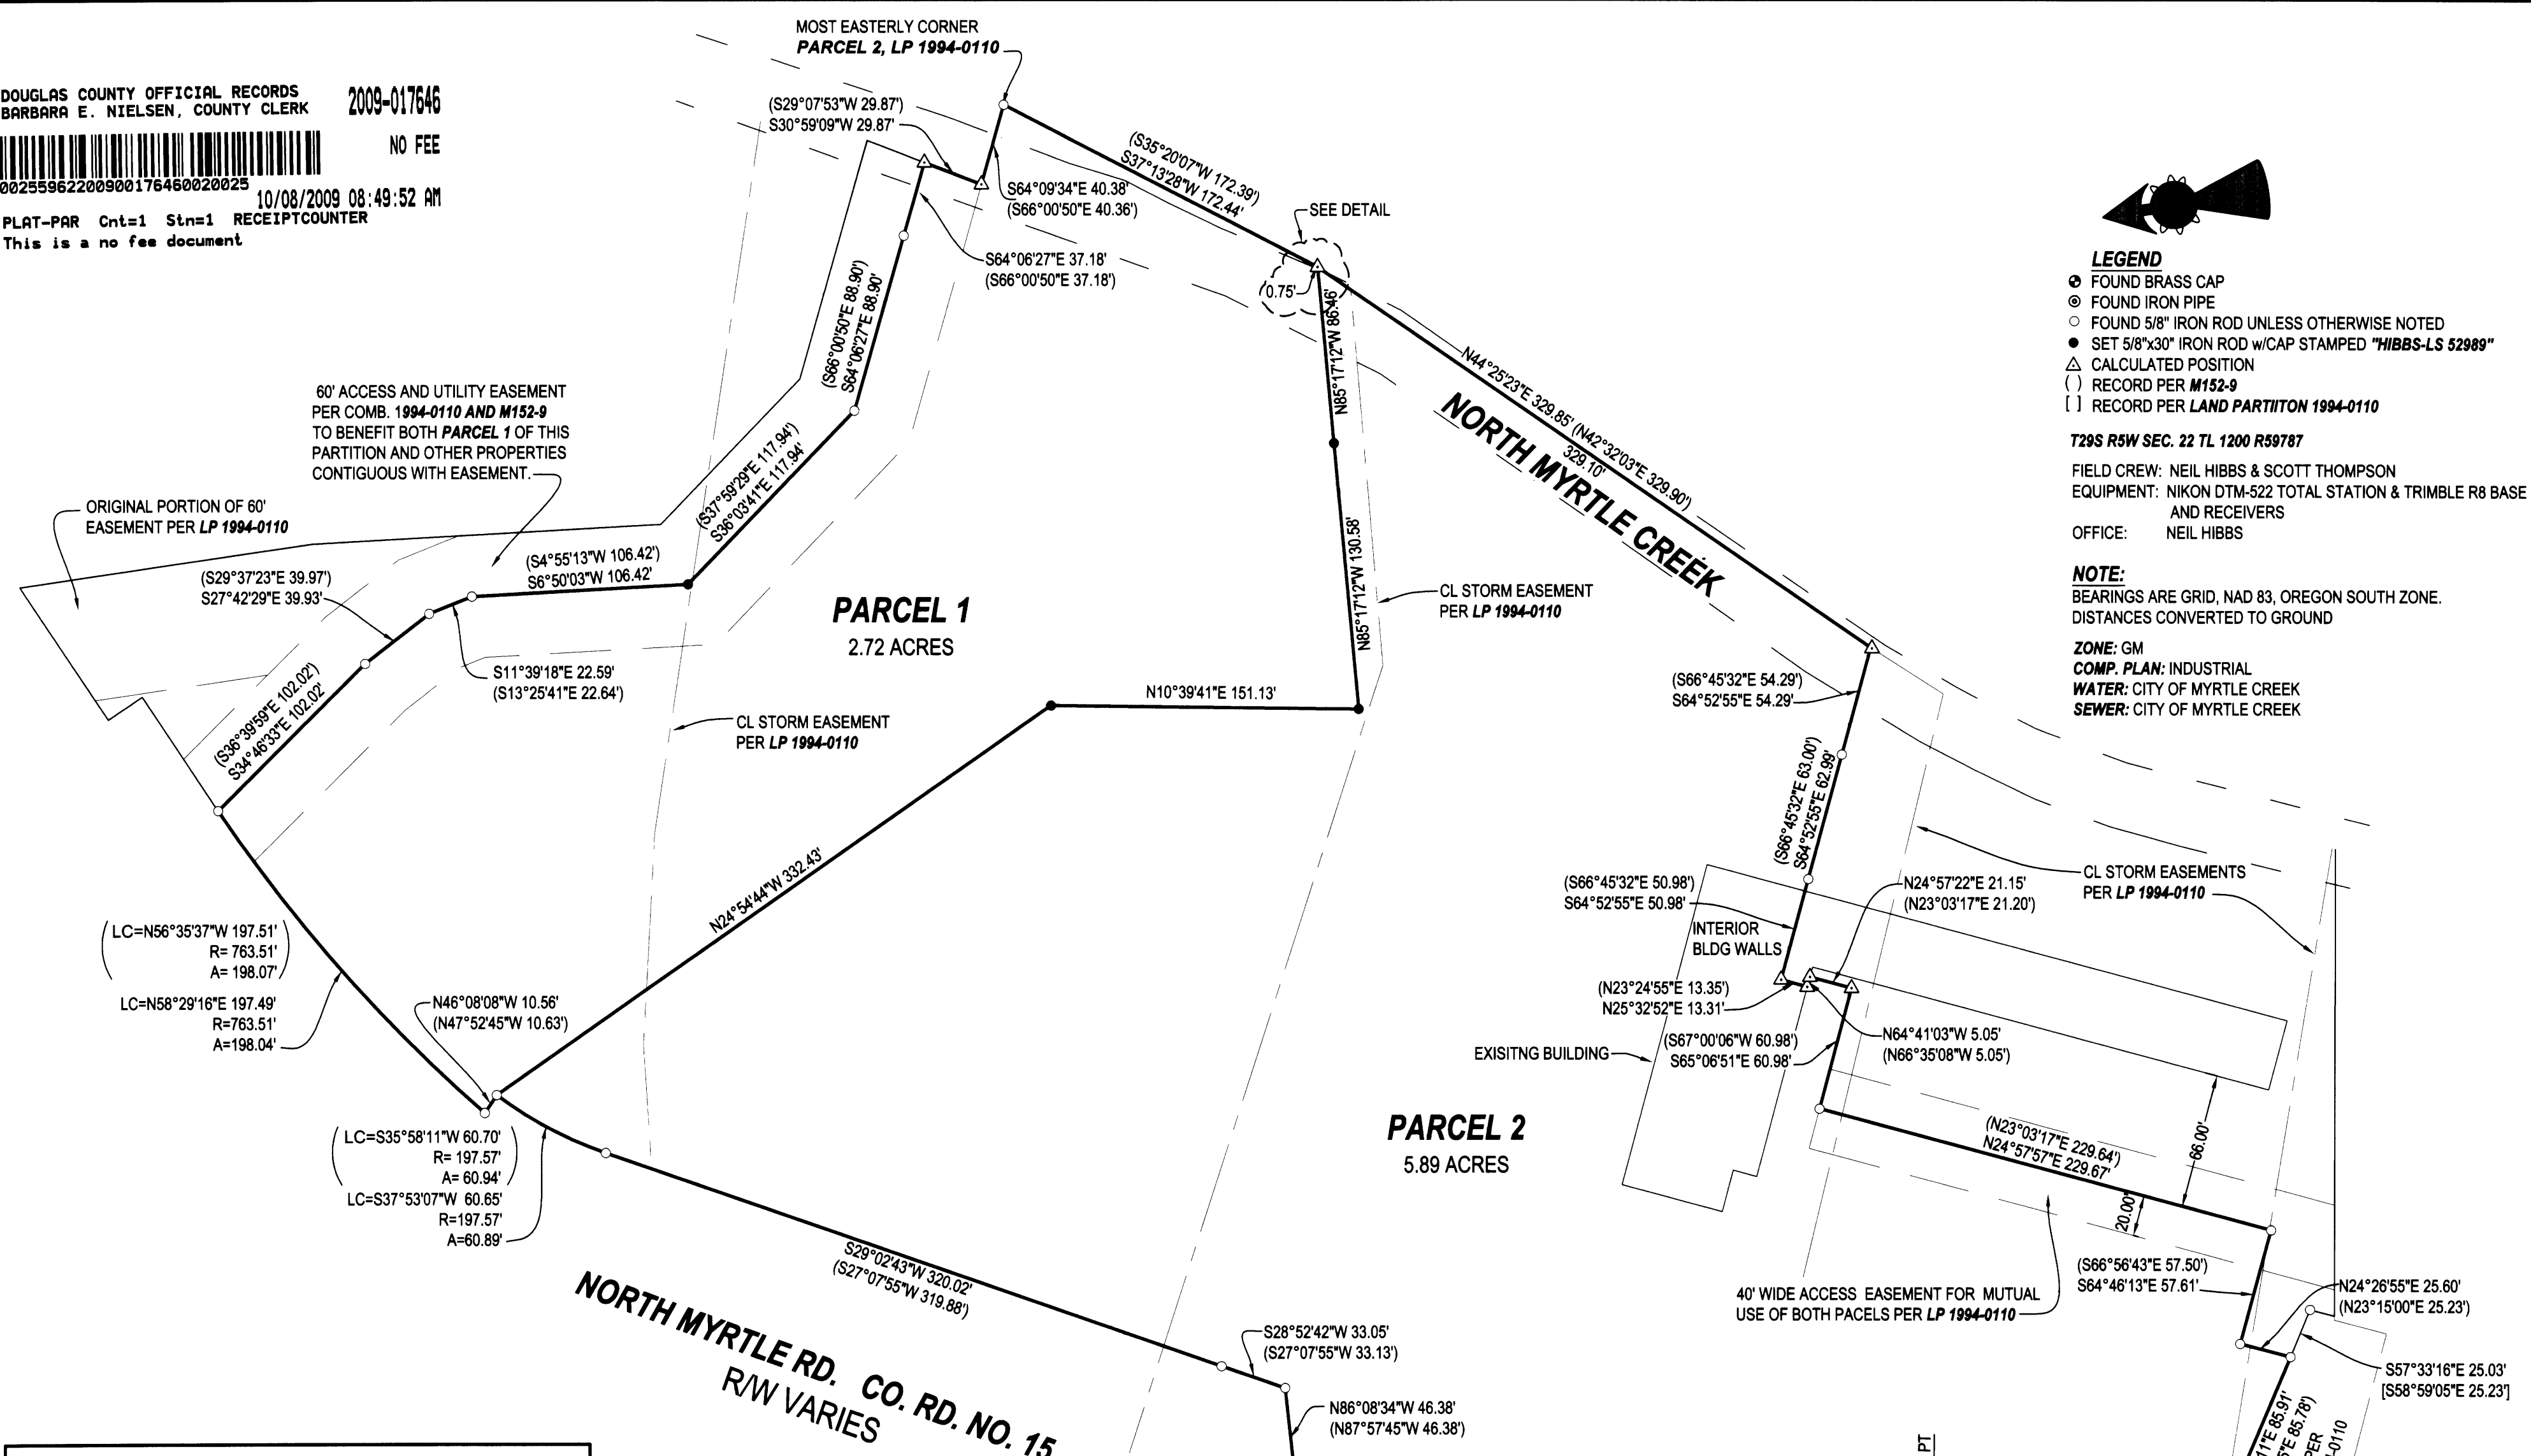 DOUGLAS COUNTY OFFICIAL RECORDS
BARBARA E. NIELSEN, COUNTY CLERK
2009-017646
NO FEE
00255962200900176460020025
10/08/2009 08:49:52 AM
PLAT-PAR Cnt=1 Stn=1 RECEIPTCOUNTER
This is a no fee document
MOST EASTERLY CORNER
PARCEL 2, LP 1994-0110
(S29°07'53"W 29.87')
S30°59'09"W 29.87'
S64°09'34"E 40.38'
(S66°00'50"E 40.36')
(S35°20'07"W 172.39')
S37°13'28"W 172.44'
SEE DETAIL
0.75'
S64°06'27"E 37.18'
(S66°00'50"E 37.18')
(S66°00'50"E 88.90')
S64°06'27"E 88.90'
N85°17'12"W 86.46'
N44°25'23"E 329.85' (N42°32'03"E 329.90')
329.10'
NORTH MYRTLE CREEK
LEGEND
FOUND BRASS CAP
FOUND IRON PIPE
FOUND 5/8" IRON ROD UNLESS OTHERWISE NOTED
SET 5/8"x30" IRON ROD w/CAP STAMPED "HIBBS-LS 52989"
CALCULATED POSITION
( ) RECORD PER M152-9
[ ] RECORD PER LAND PARTIITON 1994-0110
T29S R5W SEC. 22 TL 1200 R59787
FIELD CREW: NEIL HIBBS & SCOTT THOMPSON
EQUIPMENT: NIKON DTM-522 TOTAL STATION & TRIMBLE R8 BASE
AND RECEIVERS
OFFICE: NEIL HIBBS
NOTE:
BEARINGS ARE GRID, NAD 83, OREGON SOUTH ZONE.
DISTANCES CONVERTED TO GROUND
ZONE: GM
COMP. PLAN: INDUSTRIAL
WATER: CITY OF MYRTLE CREEK
SEWER: CITY OF MYRTLE CREEK
60' ACCESS AND UTILITY EASEMENT
PER COMB. 1994-0110 AND M152-9
TO BENEFIT BOTH PARCEL 1 OF THIS
PARTITION AND OTHER PROPERTIES
CONTIGUOUS WITH EASEMENT.
ORIGINAL PORTION OF 60'
EASEMENT PER LP 1994-0110
(S37°59'29"E 117.94')
S36°03'41"E 117.94'
(S4°55'13"W 106.42')
S6°50'03"W 106.42'
(S29°37'23"E 39.97')
S27°42'29"E 39.93'
S11°39'18"E 22.59'
(S13°25'41"E 22.64')
(S36°39'59"E 102.02')
S34°46'33"E 102.02'
PARCEL 1
2.72 ACRES
N85°17'12"W 130.58'
CL STORM EASEMENT
PER LP 1994-0110
CL STORM EASEMENT
PER LP 1994-0110
N10°39'41"E 151.13'
N24°54'44"W 332.43'
(S66°45'32"E 54.29')
S64°52'55"E 54.29'
(S66°45'32"E 63.00')
S64°52'55"E 62.99'
CL STORM EASEMENTS
PER LP 1994-0110
(S66°45'32"E 50.98')
S64°52'55"E 50.98'
N24°57'22"E 21.15'
(N23°03'17"E 21.20')
INTERIOR
BLDG WALLS
(N23°24'55"E 13.35')
N25°32'52"E 13.31'
N64°41'03"W 5.05'
(N66°35'08"W 5.05')
(S67°00'06"W 60.98')
S65°06'51"E 60.98'
EXISITNG BUILDING
(LC=N56°35'37"W 197.51'
R= 763.51'
A= 198.07')
LC=N58°29'16"E 197.49'
R=763.51'
A=198.04'
N46°08'08"W 10.56'
(N47°52'45"W 10.63')
(LC=S35°58'11"W 60.70'
R= 197.57'
A= 60.94')
LC=S37°53'07"W 60.65'
R=197.57'
A=60.89'
PARCEL 2
5.89 ACRES
(N23°03'17"E 229.64')
N24°57'57"E 229.67'
66.00'
20.00'
S29°02'43"W 320.02'
(S27°07'55"W 319.88')
NORTH MYRTLE RD. CO. RD. NO. 15
R/W VARIES
40' WIDE ACCESS EASEMENT FOR MUTUAL
USE OF BOTH PACELS PER LP 1994-0110
(S66°56'43"E 57.50')
S64°46'13"E 57.61'
N24°26'55"E 25.60'
(N23°15'00"E 25.23')
S28°52'42"W 33.05'
(S27°07'55"W 33.13')
N86°08'34"W 46.38'
(N87°57'45"W 46.38')
S57°33'16"E 25.03'
[S58°59'05"E 25.23']
11"E 85.91'
"E 85.78')
PER
-0110
PT